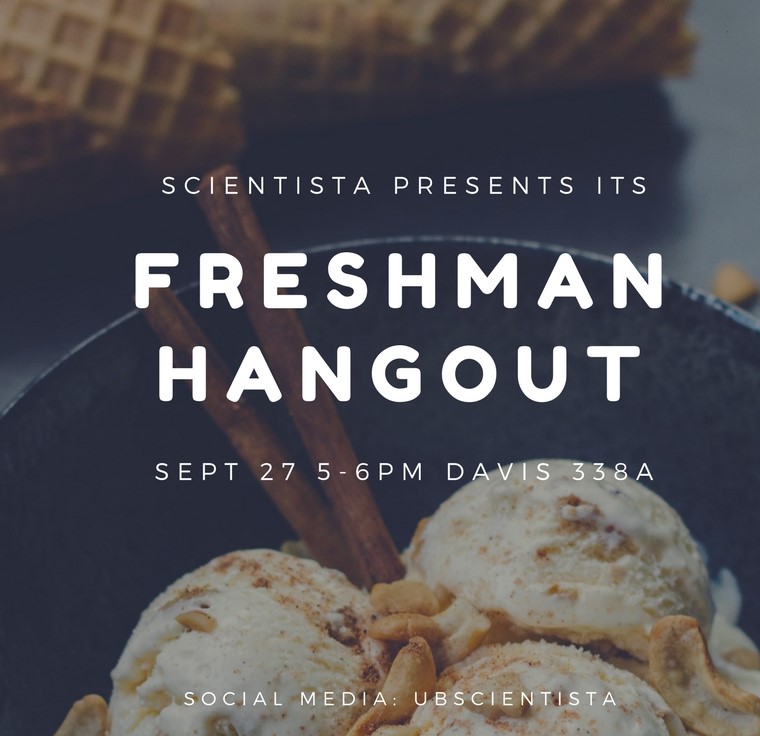 SCIENTISTA PRESENTS ITS
FRESHMAN
HANGOUT
SEPT 27 5-6PM DAVIS 338A
SOCIAL MEDIA: UBSCIENTISTA